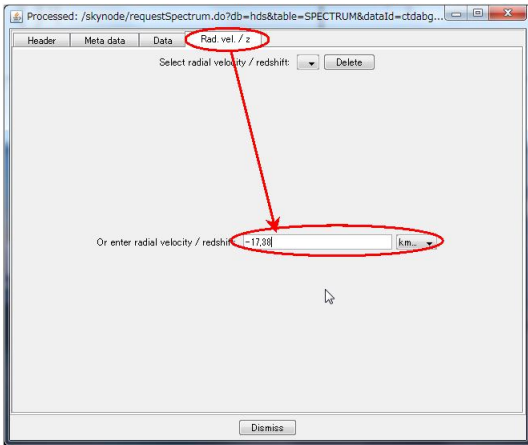 Processed: /skynode/requestSpectrum.do?db=hds&table=SPECTRUM&dataId=ctdabg...
Header Meta data Data Rad. vel. / z
Select radial velocity / redshift: Delete
Or enter radial velocity / redshift: -17.38 km...
Dismiss